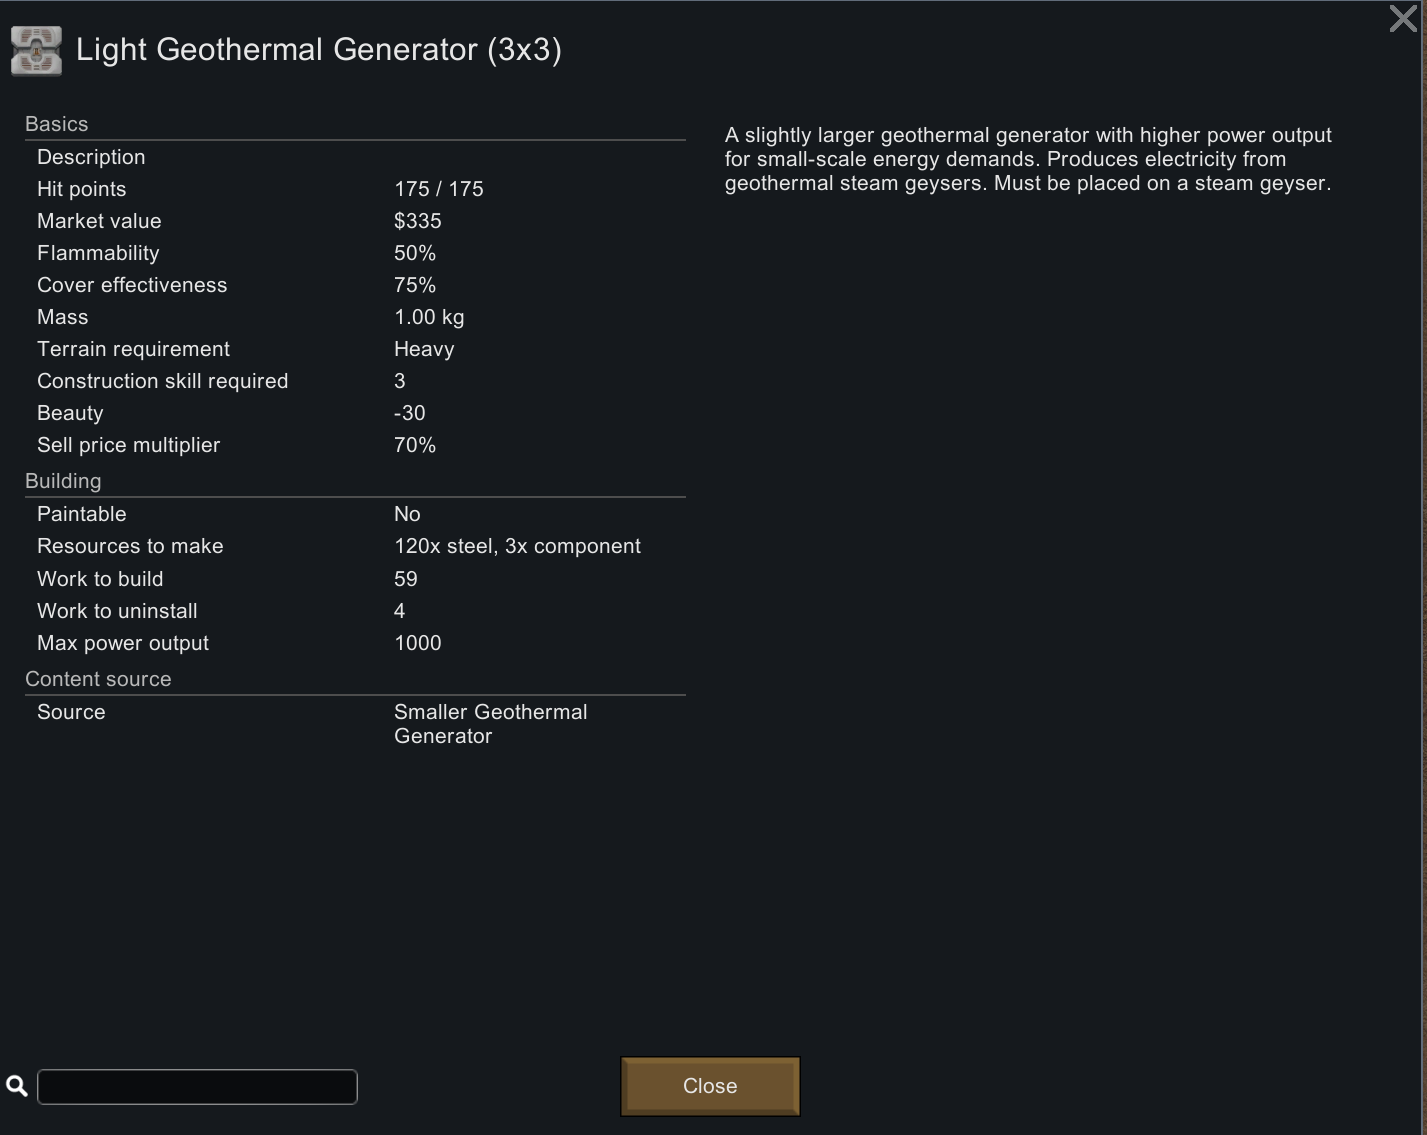 Light Geothermal Generator (3x3)
Basics
Description
Hit points 175 / 175
Market value $335
Flammability 50%
Cover effectiveness 75%
Mass 1.00 kg
Terrain requirement Heavy
Construction skill required 3
Beauty -30
Sell price multiplier 70%
Building
Paintable No
Resources to make 120x steel, 3x component
Work to build 59
Work to uninstall 4
Max power output 1000
Content source
Source Smaller Geothermal
Generator
A slightly larger geothermal generator with higher power output
for small-scale energy demands. Produces electricity from
geothermal steam geysers. Must be placed on a steam geyser.
Close